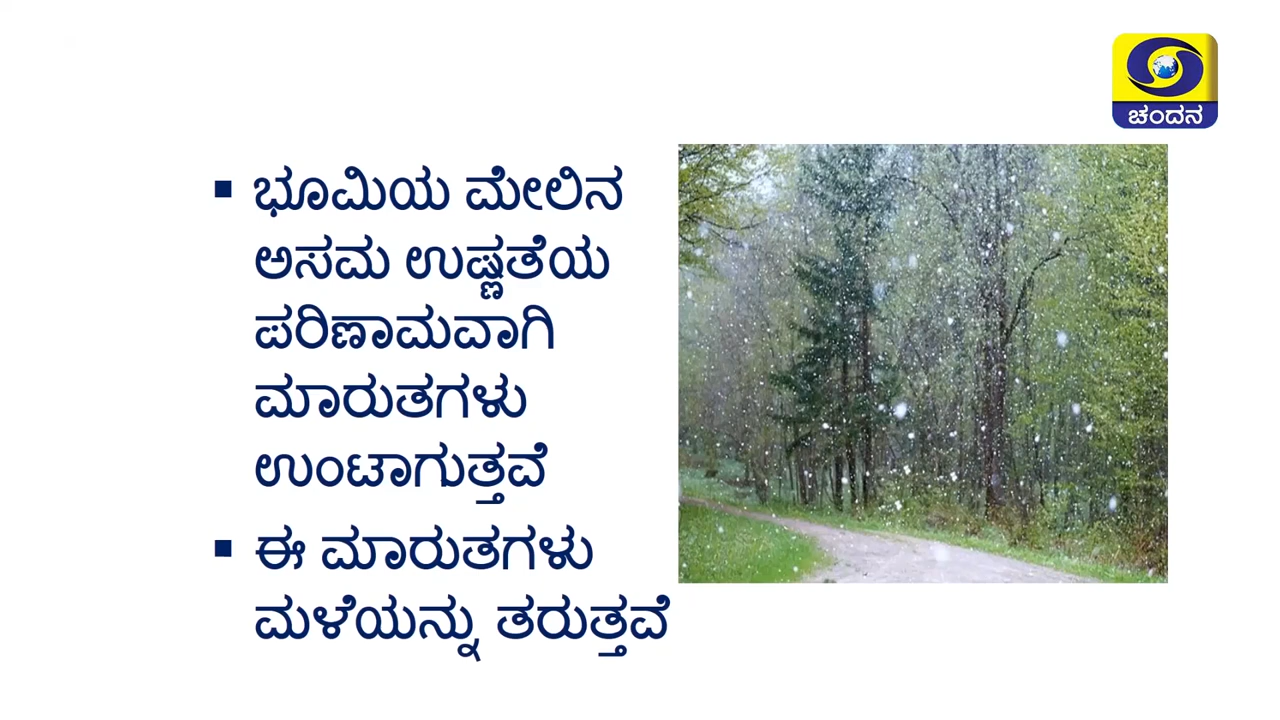 ಚಂದನ
▪ ಭೂಮಿಯ ಮೇಲಿನ
ಅಸಮ ಉಷ್ಣತೆಯ
ಪರಿಣಾಮವಾಗಿ
ಮಾರುತಗಳು
ಉಂಟಾಗುತ್ತವೆ
▪ ಈ ಮಾರುತಗಳು
ಮಳೆಯನ್ನು ತರುತ್ತವೆ